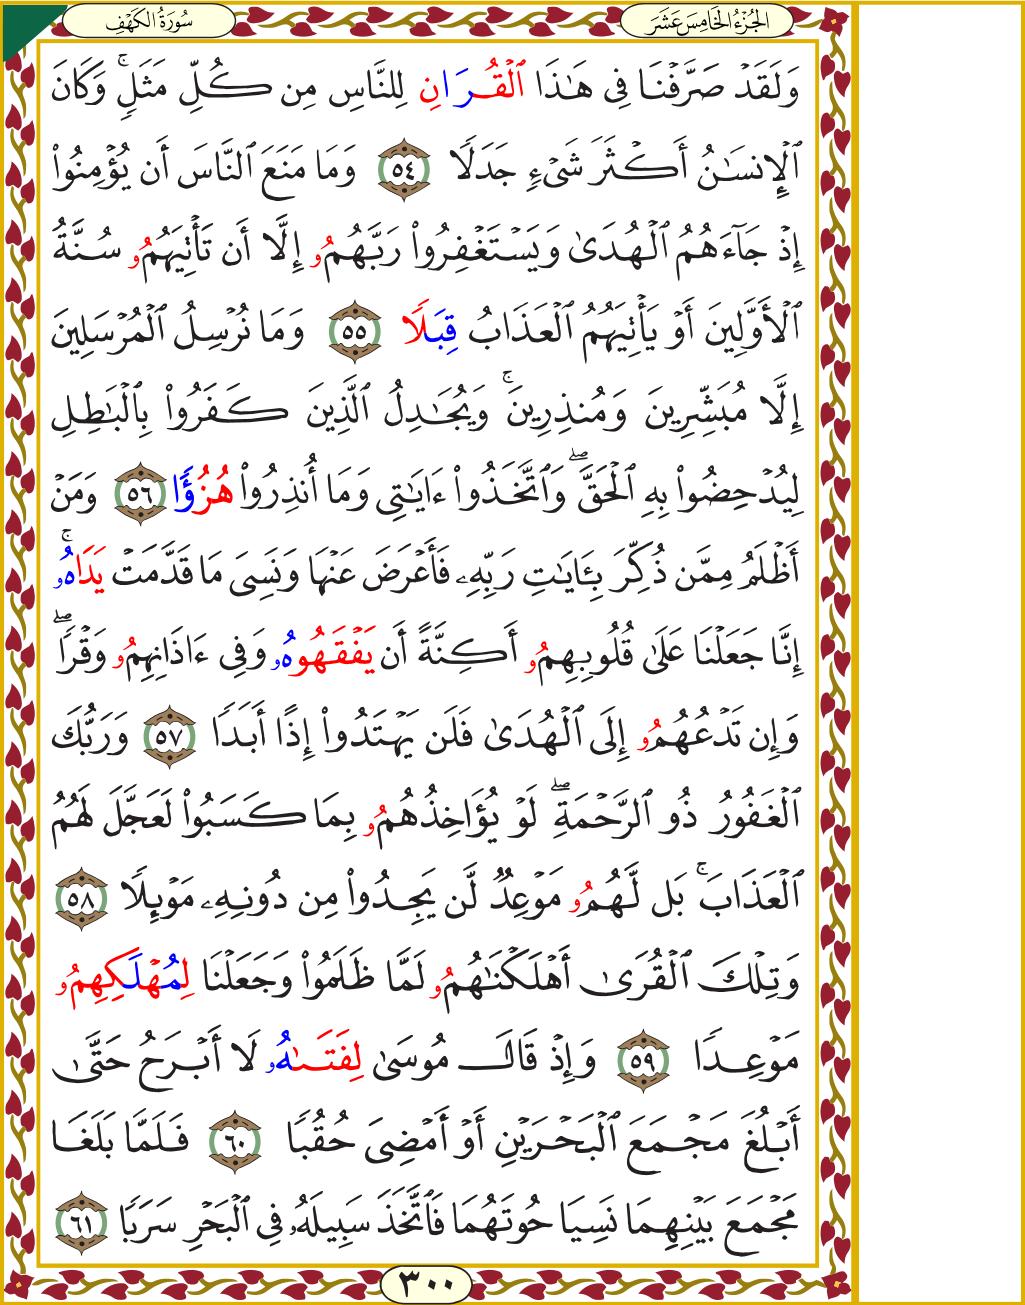 سُورَةُ الكَهْفِ
الجُزْءُ الخَامِسَ عَشَرَ
وَلَقَدۡ صَرَّفۡنَا فِي هَٰذَا ٱلۡقُرَانِ لِلنَّاسِ مِن كُلِّ مَثَلٖۚ وَكَانَ
ٱلۡإِنسَٰنُ أَكۡثَرَ شَيۡءٖ جَدَلٗا ٥٤ وَمَا مَنَعَ ٱلنَّاسَ أَن يُؤۡمِنُواْ
إِذۡ جَآءَهُمُ ٱلۡهُدَىٰ وَيَسۡتَغۡفِرُواْ رَبَّهُمُۥ إِلَّا أَن تَأۡتِيَهُمُۥ سُنَّةُ
ٱلۡأَوَّلِينَ أَوۡ يَأۡتِيَهُمُ ٱلۡعَذَابُ قِبَلٗا ٥٥ وَمَا نُرۡسِلُ ٱلۡمُرۡسَلِينَ
إِلَّا مُبَشِّرِينَ وَمُنذِرِينَۚ وَيُجَٰدِلُ ٱلَّذِينَ كَفَرُواْ بِٱلۡبَٰطِلِ
لِيُدۡحِضُواْ بِهِ ٱلۡحَقَّۖ وَٱتَّخَذُواْ ءَايَٰتِي وَمَا أُنذِرُواْ هُزُؤٗا ٥٦ وَمَنۡ
أَظۡلَمُ مِمَّن ذُكِّرَ بِـَٔايَٰتِ رَبِّهِۦ فَأَعۡرَضَ عَنۡهَا وَنَسِيَ مَا قَدَّمَتۡ يَدَاهُۥۚ
إِنَّا جَعَلۡنَا عَلَىٰ قُلُوبِهِمُۥ أَكِنَّةً أَن يَفۡقَهُوهُۥ وَفِي ءَاذَانِهِمُۥ وَقۡرٗاۖ
وَإِن تَدۡعُهُمُۥ إِلَى ٱلۡهُدَىٰ فَلَن يَهۡتَدُواْ إِذًا أَبَدٗا ٥٧ وَرَبُّكَ
ٱلۡغَفُورُ ذُو ٱلرَّحۡمَةِۖ لَوۡ يُؤَاخِذُهُمُۥ بِمَا كَسَبُواْ لَعَجَّلَ لَهُمُ
ٱلۡعَذَابَۚ بَل لَّهُمُۥ مَوۡعِدٞ لَّن يَجِدُواْ مِن دُونِهِۦ مَوۡئِلٗا ٥٨
وَتِلۡكَ ٱلۡقُرَىٰ أَهۡلَكۡنَٰهُمُۥ لَمَّا ظَلَمُواْ وَجَعَلۡنَا لِمُهۡلَكِهِمُۥ
مَوۡعِدٗا ٥٩ وَإِذۡ قَالَ مُوسَىٰ لِفَتَىٰهُۥ لَا أَبۡرَحُ حَتَّىٰ
أَبۡلُغَ مَجۡمَعَ ٱلۡبَحۡرَيۡنِ أَوۡ أَمۡضِيَ حُقُبٗا ٦٠ فَلَمَّا بَلَغَا
مَجۡمَعَ بَيۡنِهِمَا نَسِيَا حُوتَهُمَا فَٱتَّخَذَ سَبِيلَهُۥ فِي ٱلۡبَحۡرِ سَرَبٗا ٦١
٣٠٠